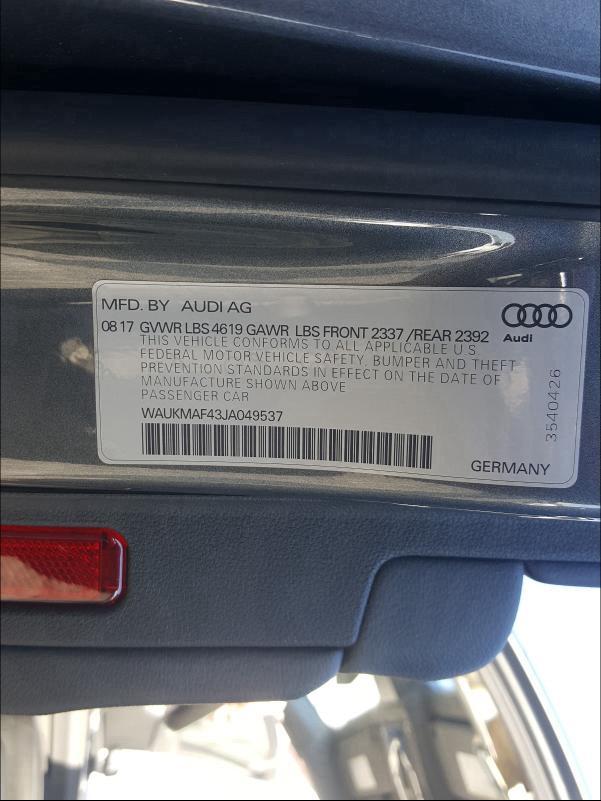 MFD. BY AUDI AG
08 17 GVWR LBS 4619 GAWR LBS FRONT 2337 /REAR 2392
THIS VEHICLE CONFORMS TO ALL APPLICABLE U.S.
FEDERAL MOTOR VEHICLE SAFETY, BUMPER AND THEFT
PREVENTION STANDARDS IN EFFECT ON THE DATE OF
MANUFACTURE SHOWN ABOVE
PASSENGER CAR
WAUKMAF43JA049537
Audi
3540426
GERMANY